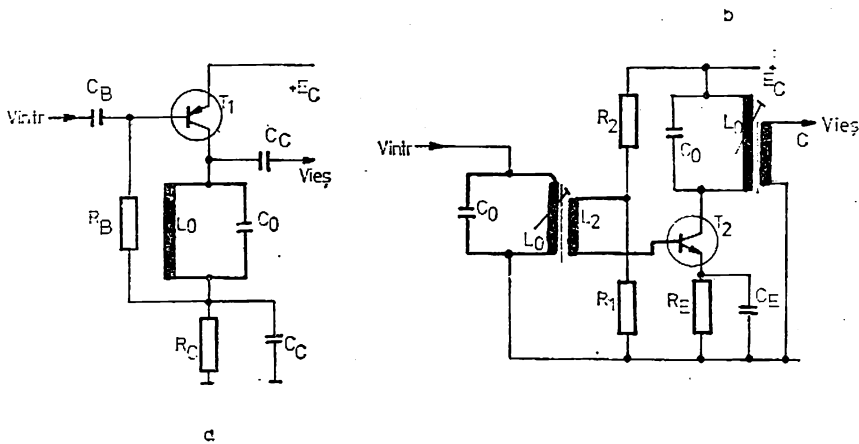 b
CB
T1
+EC
Vintr
CC
Vieș
RB
L0
C0
RC
CC
a
+
EC
R2
C0
L0
Vieș
C
Vintr
C0
L0
L2
T2
R1
RE
CE